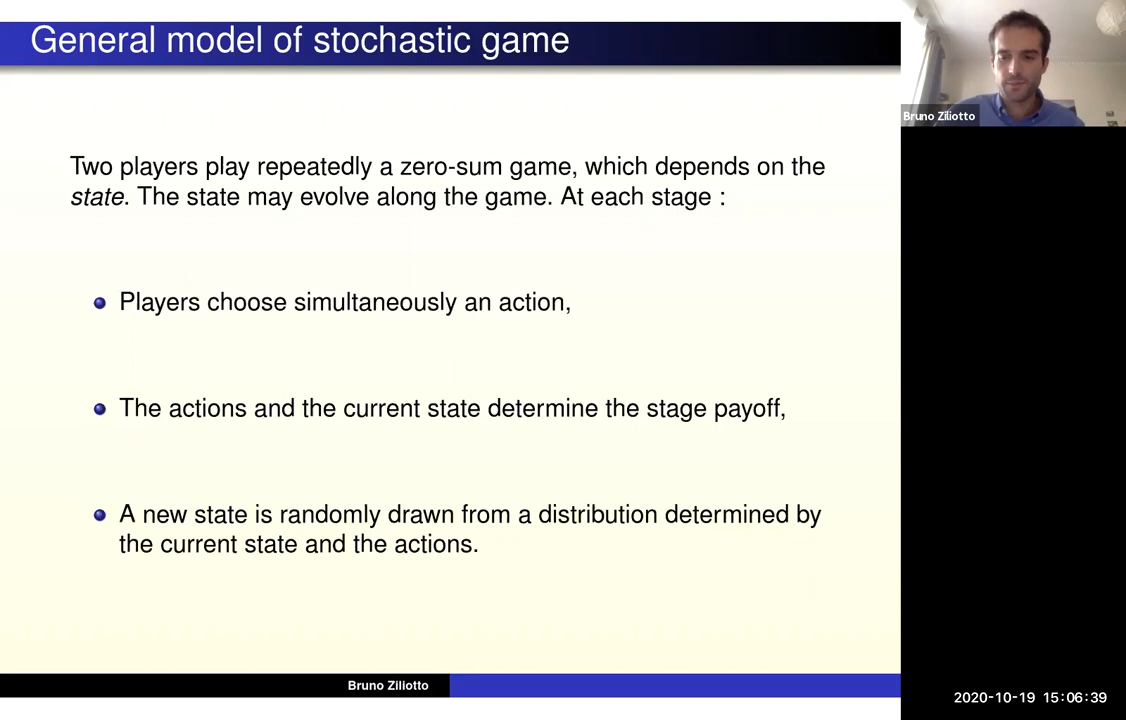 General model of stochastic game
Bruno Ziliotto
Two players play repeatedly a zero-sum game, which depends on the
state. The state may evolve along the game. At each stage :
Players choose simultaneously an action,
The actions and the current state determine the stage payoff,
A new state is randomly drawn from a distribution determined by
the current state and the actions.
Bruno Ziliotto
2020-10-19 15:06:39